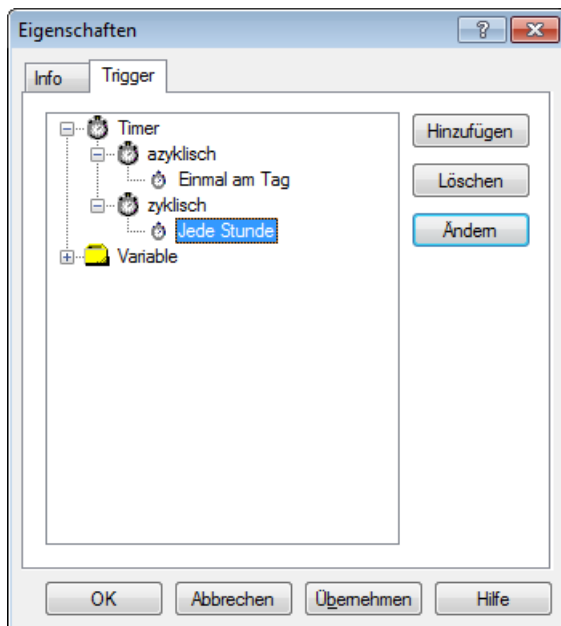 Eigenschaften
Info
Trigger
Timer
azyklisch
Einmal am Tag
zyklisch
Jede Stunde
Variable
Hinzufügen
Löschen
Ändern
OK
Abbrechen
Übernehmen
Hilfe